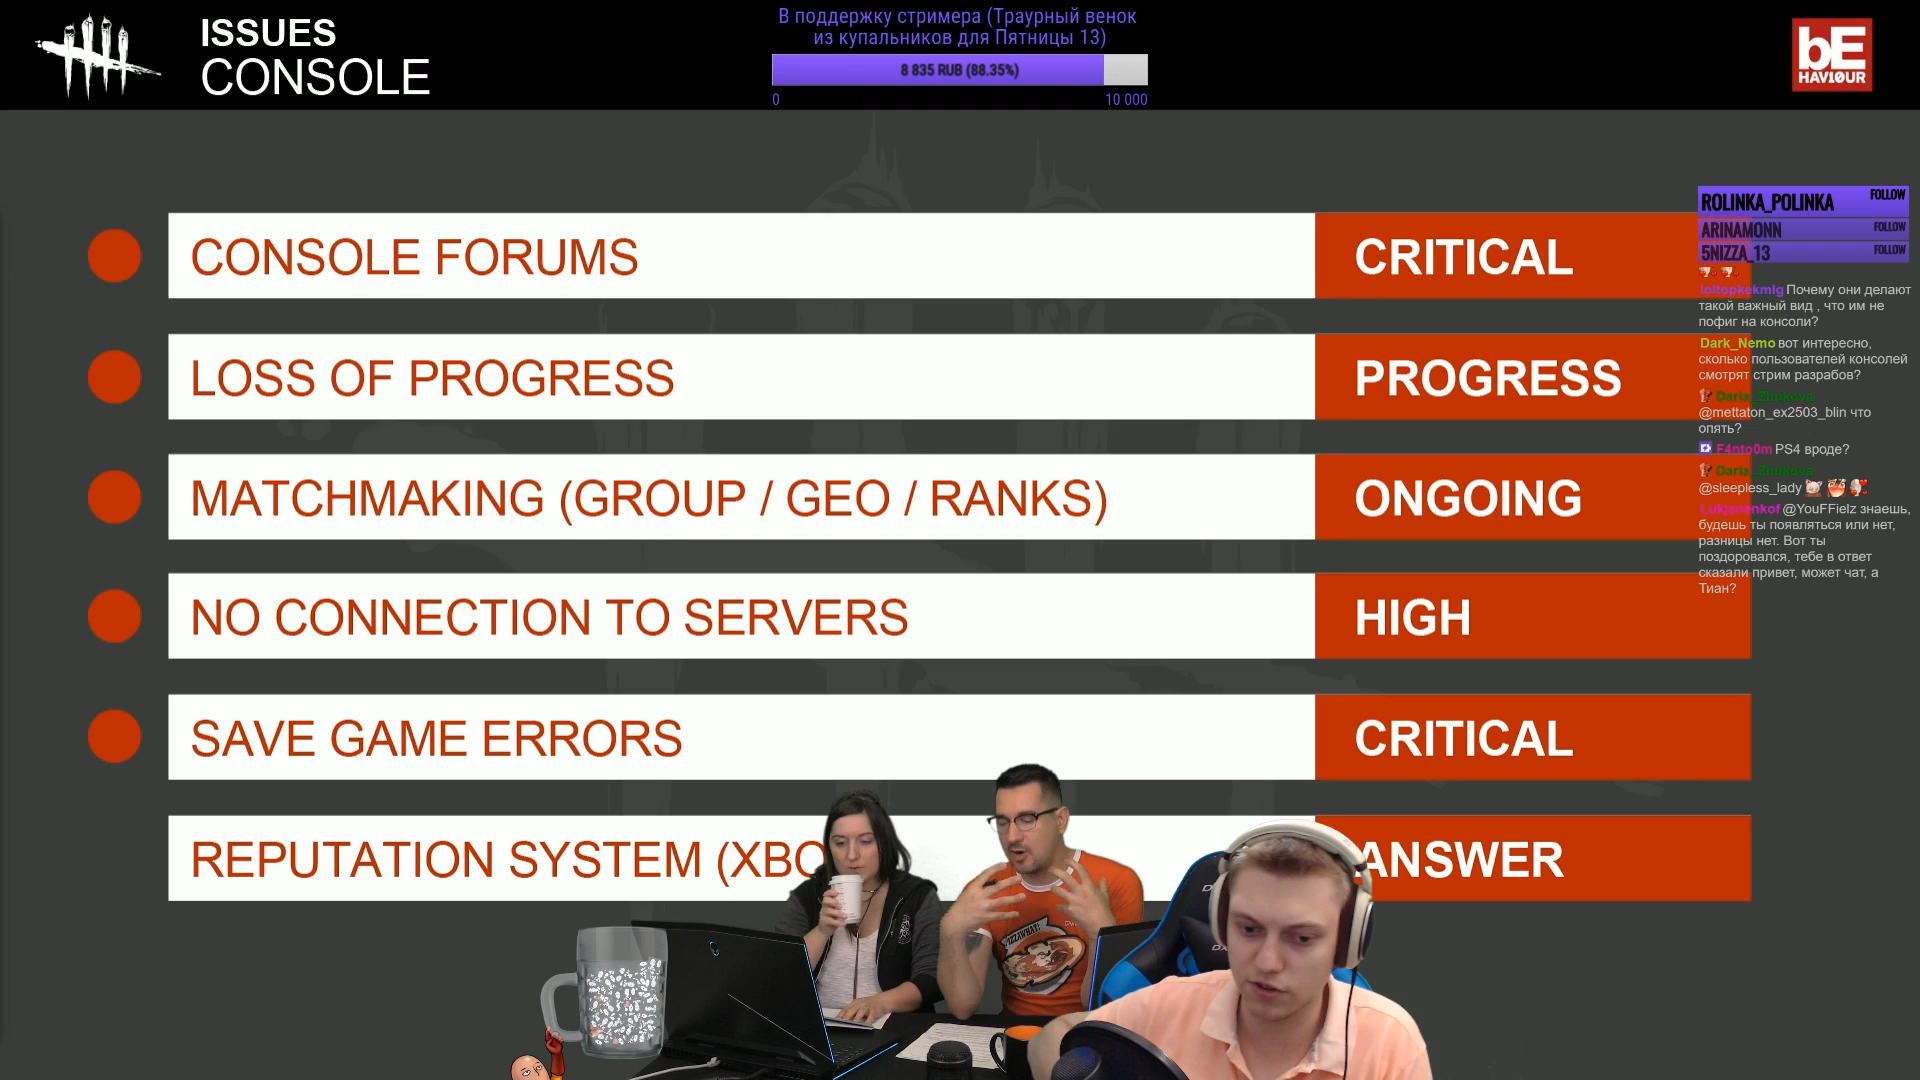 ISSUES
CONSOLE
В поддержку стримера (Траурный венок
из купальников для Пятницы 13)
8 835 RUB (88.35%)
0
10 000
bE
HAVIOUR
CONSOLE FORUMS
CRITICAL
LOSS OF PROGRESS
PROGRESS
MATCHMAKING (GROUP / GEO / RANKS)
ONGOING
NO CONNECTION TO SERVERS
HIGH
SAVE GAME ERRORS
CRITICAL
REPUTATION SYSTEM (XBO
ANSWER
ROLINKA_POLINKA FOLLOW
ARINAMONN FOLLOW
5NIZZA_13 FOLLOW
loltopkekmlg Почему они делают
такой важный вид , что им не
пофиг на консоли?
Dark_Nemo вот интересно,
сколько пользователей консолей
смотрят стрим разрабов?
@mettaton_ex2503_blin что
опять?
F4nto0m PS4 вроде?
@sleepless_lady
Lukjanenkof @YouFFielz знаешь,
будешь ты появляться или нет,
разницы нет. Вот ты
поздоровался, тебе в ответ
сказали привет, может чат, а
Тиан?
PIZZAWHAT!